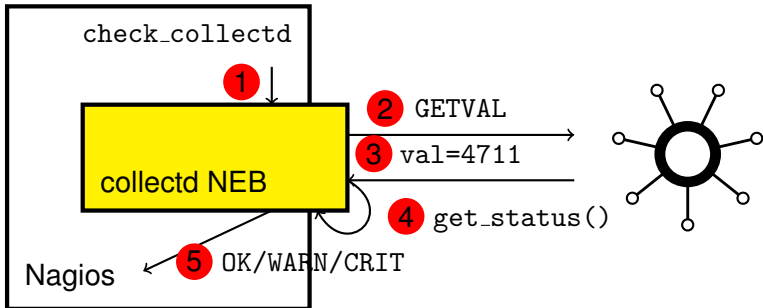 check_collectd
1
2 GETVAL
3 val=4711
collectd NEB
4 get_status()
5 OK/WARN/CRIT
Nagios